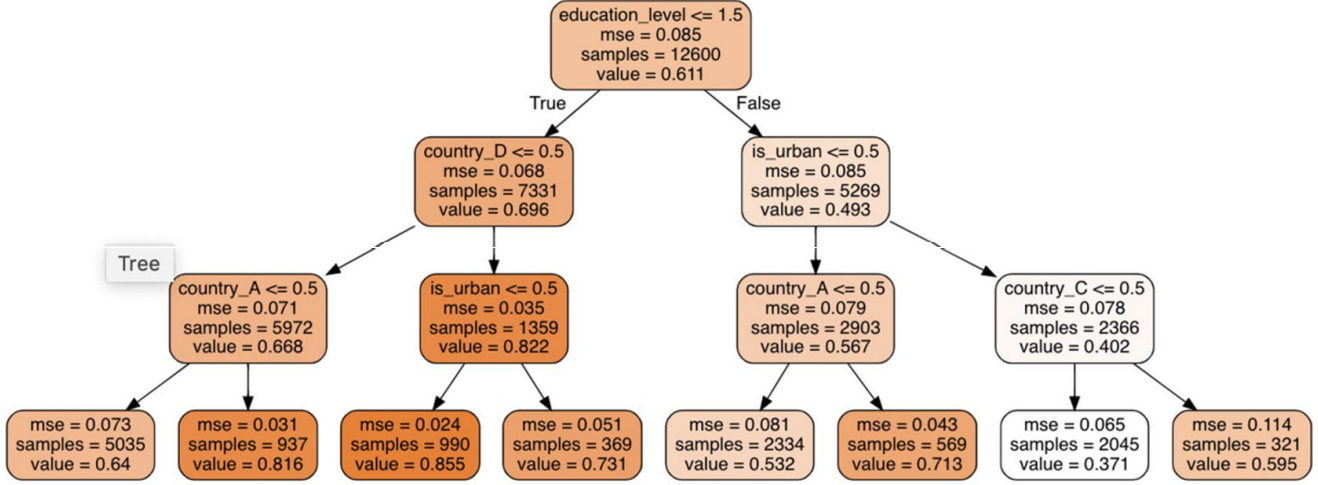 education_level <= 1.5
mse = 0.085
samples = 12600
value = 0.611
True
False
country_D <= 0.5
mse = 0.068
samples = 7331
value = 0.696
is_urban <= 0.5
mse = 0.085
samples = 5269
value = 0.493
Tree
country_A <= 0.5
mse = 0.071
samples = 5972
value = 0.668
is_urban <= 0.5
mse = 0.035
samples = 1359
value = 0.822
country_A <= 0.5
mse = 0.079
samples = 2903
value = 0.567
country_C <= 0.5
mse = 0.078
samples = 2366
value = 0.402
mse = 0.073
samples = 5035
value = 0.64
mse = 0.031
samples = 937
value = 0.816
mse = 0.024
samples = 990
value = 0.855
mse = 0.051
samples = 369
value = 0.731
mse = 0.081
samples = 2334
value = 0.532
mse = 0.043
samples = 569
value = 0.713
mse = 0.065
samples = 2045
value = 0.371
mse = 0.114
samples = 321
value = 0.595